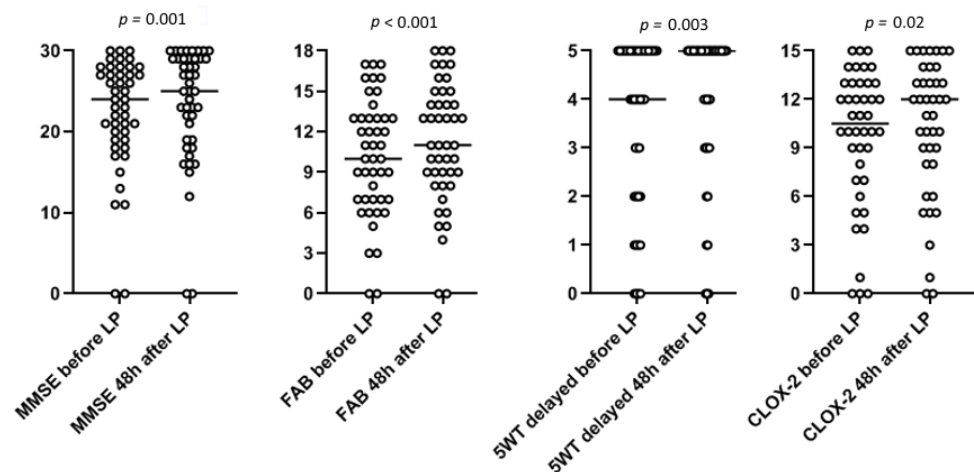 p = 0.001
30
20
10
0
MMSE before LP
MMSE 48h after LP
p < 0.001
18
15
12
9
6
3
0
FAB before LP
FAB 48h after LP
p = 0.003
5
4
3
2
1
0
5WT delayed before LP
5WT delayed 48h after LP
p = 0.02
15
12
9
6
3
0
CLOX-2 before LP
CLOX-2 48h after LP